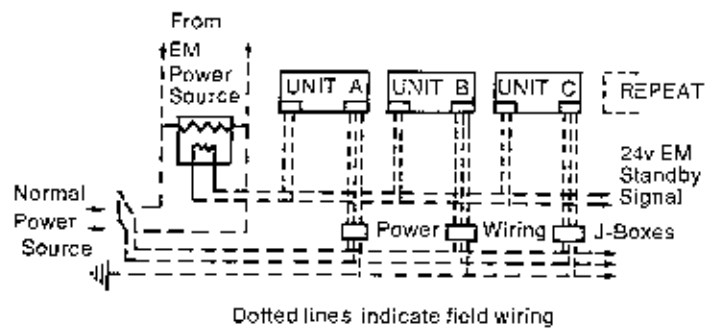 From
EM
Power
Source
UNIT A
UNIT B
UNIT C
REPEAT
24v EM
Standby
Signal
Normal
Power
Source
Power Wiring J-Boxes
Dotted lines indicate field wiring